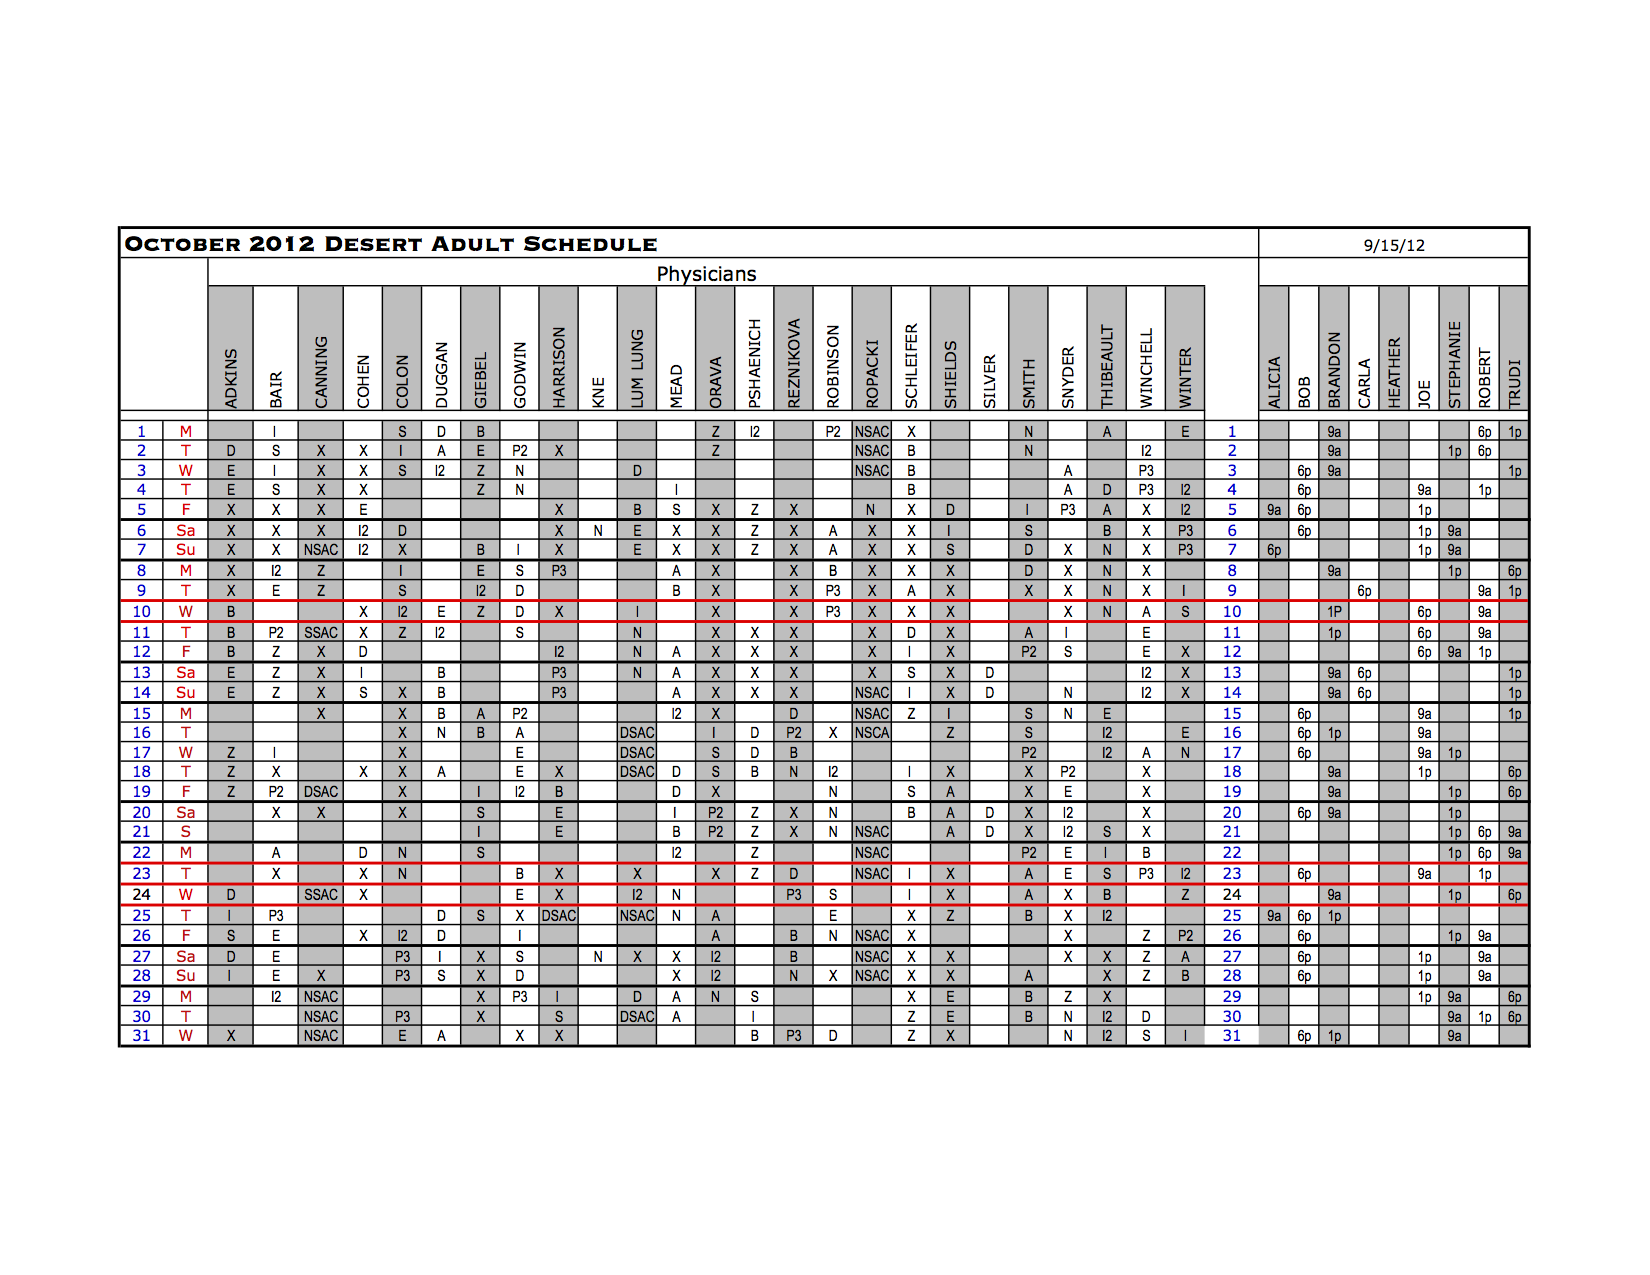 OCTOBER 2012 DESERT ADULT SCHEDULE 9/15/12
Physicians
ADKINS BAIR CANNING COHEN COLON DUGGAN GIEBEL GODWIN HARRISON KNE LUM LUNG MEAD ORAVA PSHAENICH REZNIKOVA ROBINSON ROPACKI SCHLEIFER SHIELDS SILVER SMITH SNYDER THIBEAULT WINCHELL WINTER ALICIA BOB BRANDON CARLA HEATHER JOE STEPHANIE ROBERT TRUDI
1 M I S D B Z I2 P2 NSAC X N A E 1 9a 6p 1p
2 T D S X X I A E P2 X Z NSAC B N I2 2 9a 1p 6p
3 W E I X X S I2 Z N D NSAC B A P3 3 6p 9a 1p
4 T E S X X Z N I B A D P3 I2 4 6p 9a 1p
5 F X X X E X B S X Z X N X D I P3 A X I2 5 9a 6p 1p
6 Sa X X X I2 D X N E X X Z X A X X I S B X P3 6 6p 1p 9a
7 Su X X NSAC I2 X B I X E X X Z X A X X S D X N X P3 7 6p 1p 9a
8 M X I2 Z I E S P3 A X X B X X X D X N X 8 9a 1p 6p
9 T X E Z S I2 D B X X P3 X A X X X N X I 9 6p 9a 1p
10 W B X I2 E Z D X I X X P3 X X X X N A S 10 1P 6p 9a
11 T B P2 SSAC X Z I2 S N X X X X D X A I E 11 1p 6p 9a
12 F B Z X D I2 N A X X X X I X P2 S E X 12 6p 9a 1p
13 Sa E Z X I B P3 N A X X X X S X D I2 X 13 9a 6p 1p
14 Su E Z X S X B P3 A X X X NSAC I X D N I2 X 14 9a 6p 1p
15 M X X B A P2 I2 X D NSAC Z I S N E 15 6p 9a 1p
16 T X N B A DSAC I D P2 X NSCA Z S I2 E 16 6p 1p 9a
17 W Z I X E DSAC S D B P2 I2 A N 17 6p 9a 1p
18 T Z X X X A E X DSAC D S B N I2 I X X P2 X 18 9a 1p 6p
19 F Z P2 DSAC X I I2 B D X N S A X E X 19 9a 1p 6p
20 Sa X X X S E I P2 Z X N B A D X I2 X 20 6p 9a 1p
21 S I E B P2 Z X N NSAC A D X I2 S X 21 1p 6p 9a
22 M A D N S I2 Z NSAC P2 E I B 22 1p 6p 9a
23 T X X N B X X X Z D NSAC I X A E S P3 I2 23 6p 9a 1p
24 W D SSAC X E X I2 N P3 S I X A X B Z 24 9a 1p 6p
25 T I P3 D S X DSAC NSAC N A E X Z B X I2 25 9a 6p 1p
26 F S E X I2 D I A B N NSAC X X Z P2 26 6p 1p 9a
27 Sa D E P3 I X S N X X I2 B NSAC X X X X Z A 27 6p 1p 9a
28 Su I E X P3 S X D X I2 N X NSAC X X A X Z B 28 6p 1p 9a
29 M I2 NSAC X P3 I D A N S X E B Z X 29 1p 9a 6p
30 T NSAC P3 X S DSAC A I Z E B N I2 D 30 9a 1p 6p
31 W X NSAC E A X X B P3 D Z X N I2 S I 31 6p 1p 9a